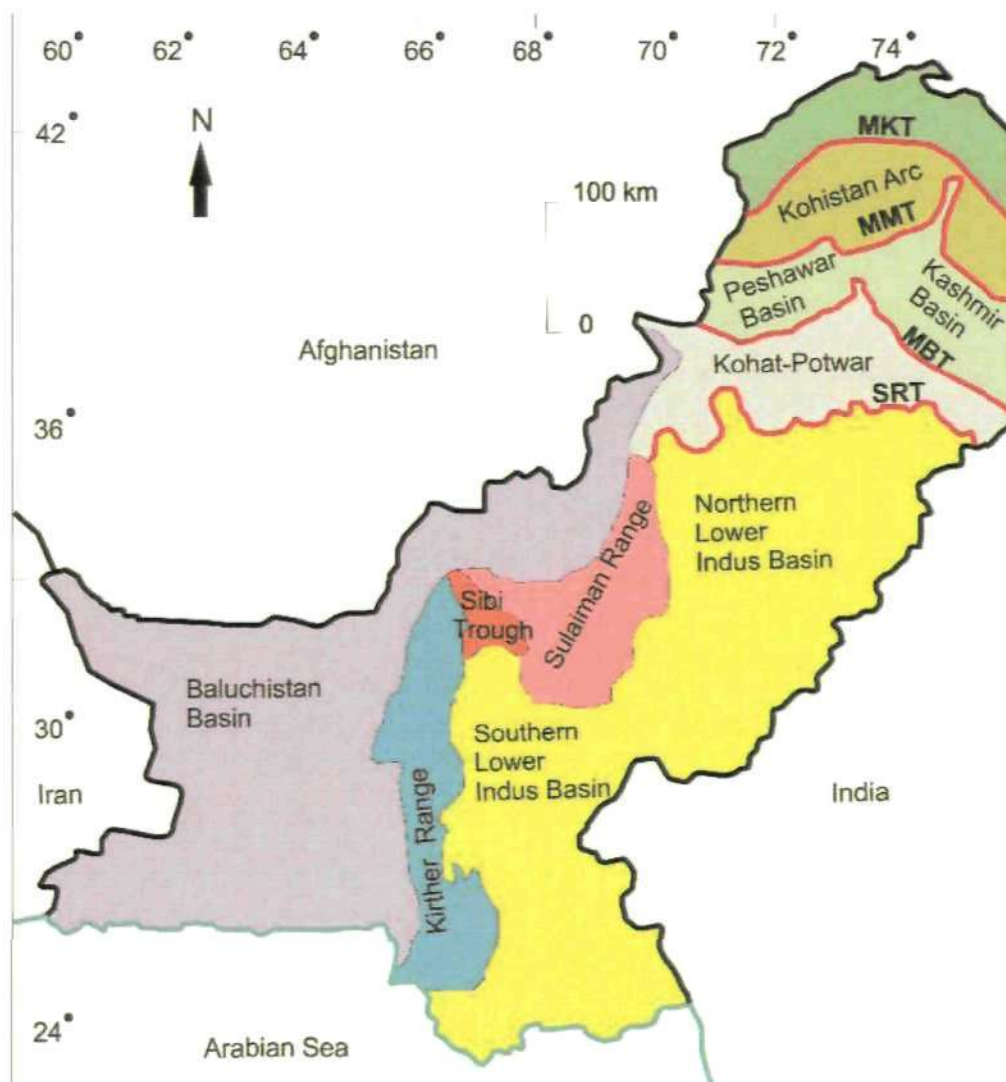 60° 62° 64° 66° 68° 70° 72° 74°
42°
N
MKT
100 km
Kohistan Arc
MMT
Peshawar
Basin
Kashmir
Basin
0
Afghanistan
Kohat-Potwar
MBT
SRT
36°
Northern
Lower
Indus Basin
Sulaiman Range
Sibi
Trough
Baluchistan
Basin
30°
Southern
Lower
Indus Basin
Iran
India
Kirther Range
24°
Arabian Sea